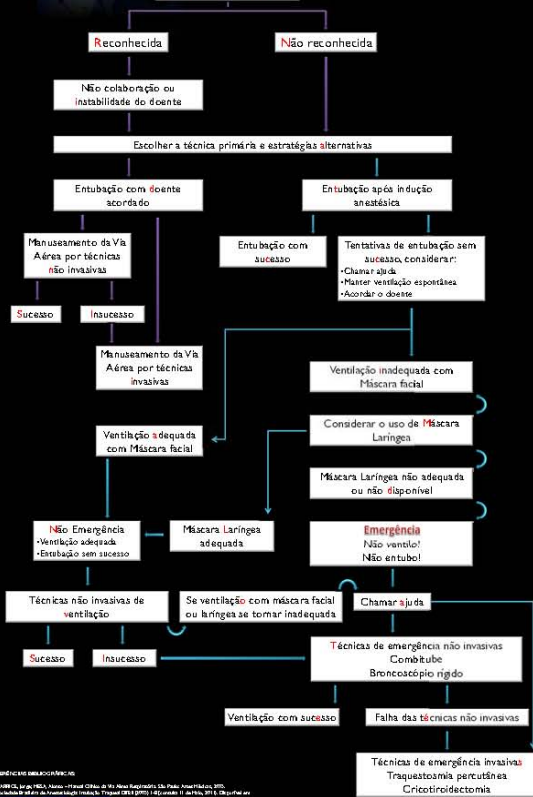 Reconhecida
Não reconhecida
Não colaboração ou
instabilidade do doente
Escolher a técnica primária e estratégias alternativas
Entubação com doente
acordado
Entubação após indução
anestésica
Manuseamento da Via
Aérea por técnicas
não invasivas
Entubação com
sucesso
Tentativas de entubação sem
sucesso, considerar:
•Chamar ajuda
•Manter ventilação espontânea
•Acordar o doente
Sucesso
Insucesso
Manuseamento da Via
Aérea por técnicas
invasivas
Ventilação inadequada com
Máscara facial
Ventilação adequada
com Máscara facial
Considerar o uso de Máscara
Laríngea
Máscara Laríngea não adequada
ou não disponível
Não Emergência
•Ventilação adequada
•Entubação sem sucesso
Máscara Laríngea
adequada
Emergência
Não ventilo!
Não entubo!
Técnicas não invasivas de
ventilação
Se ventilação com máscara facial
ou laríngea se tornar inadequada
Chamar ajuda
Sucesso
Insucesso
Técnicas de emergência não invasivas
Combitube
Broncoscópio rígido
Ventilação com sucesso
Falha das técnicas não invasivas
Técnicas de emergência invasivas
Traquestosmia percutânea
Cricotiroidectomia
BIBLIOGRÁFICAS